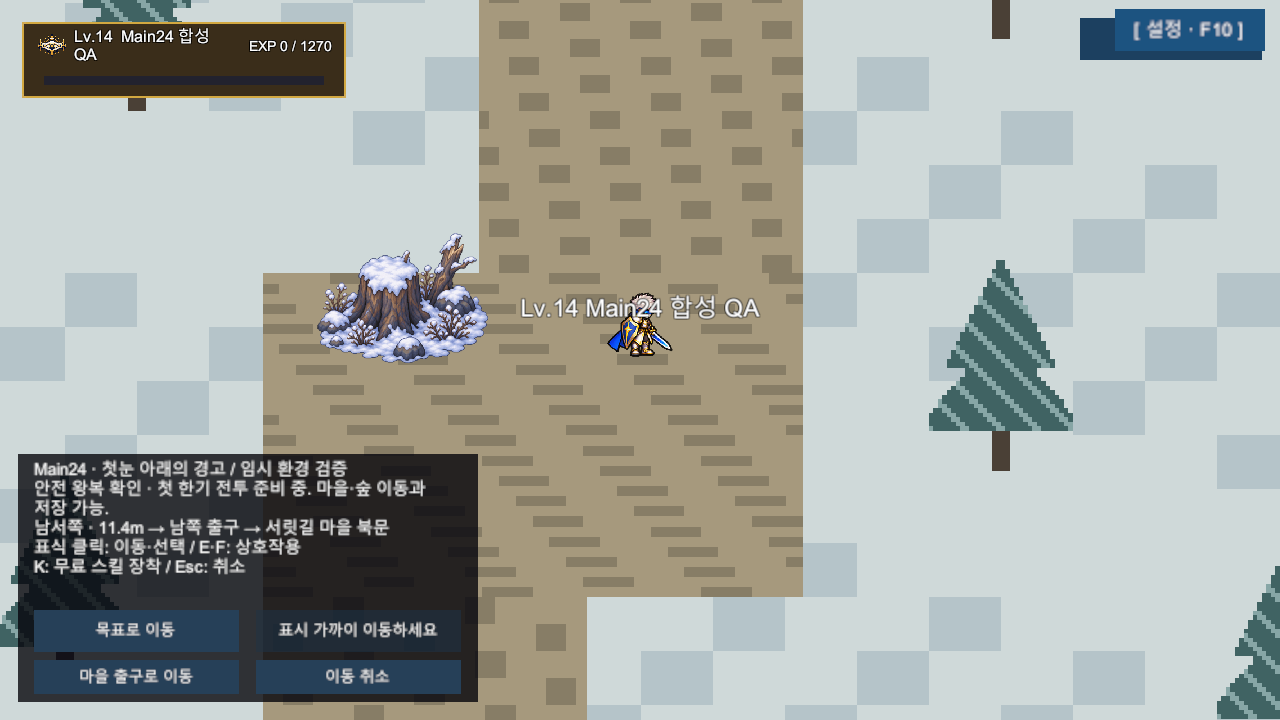 Lv.14 Main24 합성
QA
EXP 0 / 1270
[ 설정 · F10 ]
Lv.14 Main24 합성 QA
Main24 · 첫눈 아래의 경고 / 임시 환경 검증
안전 왕복 확인 · 첫 한기 전투 준비 중. 마을·숲 이동과
저장 가능.
남서쪽 · 11.4m → 남쪽 출구 → 서릿길 마을 북문
표식 클릭: 이동·선택 / E·F: 상호작용
K: 무료 스킬 장착 / Esc: 취소
목표로 이동
표시 가까이 이동하세요
마을 출구로 이동
이동 취소